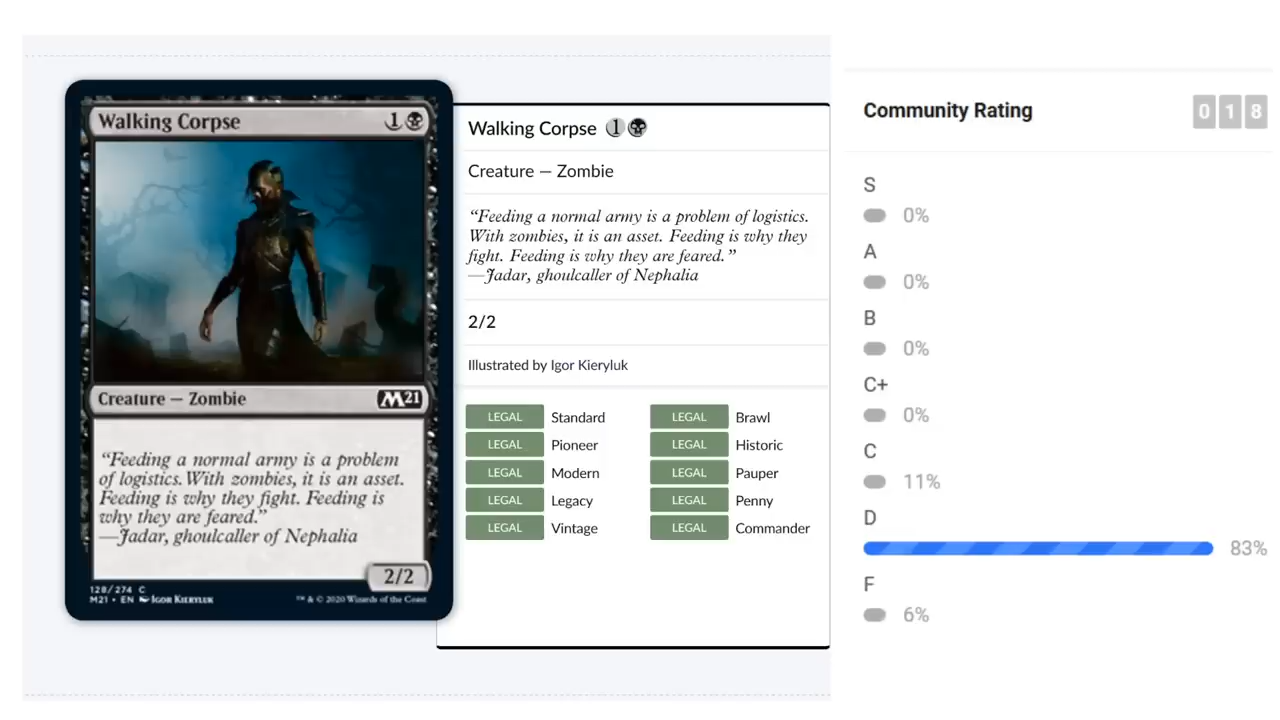 Walking Corpse 1
Creature — Zombie
M21
“Feeding a normal army is a problem
of logistics. With zombies, it is an asset.
Feeding is why they fight. Feeding is
why they are feared.”
—Jadar, ghoulcaller of Nephalia
2/2
128/274 C
M21 • EN IGOR KIERYLUK
™ & © 2020 Wizards of the Coast
Walking Corpse 1
Creature — Zombie
“Feeding a normal army is a problem of logistics.
With zombies, it is an asset. Feeding is why they
fight. Feeding is why they are feared.”
—Jadar, ghoulcaller of Nephalia
2/2
Illustrated by Igor Kieryluk
LEGAL Standard LEGAL Brawl
LEGAL Pioneer LEGAL Historic
LEGAL Modern LEGAL Pauper
LEGAL Legacy LEGAL Penny
LEGAL Vintage LEGAL Commander
Community Rating 0 1 8
S
0%
A
0%
B
0%
C+
0%
C
11%
D
83%
F
6%